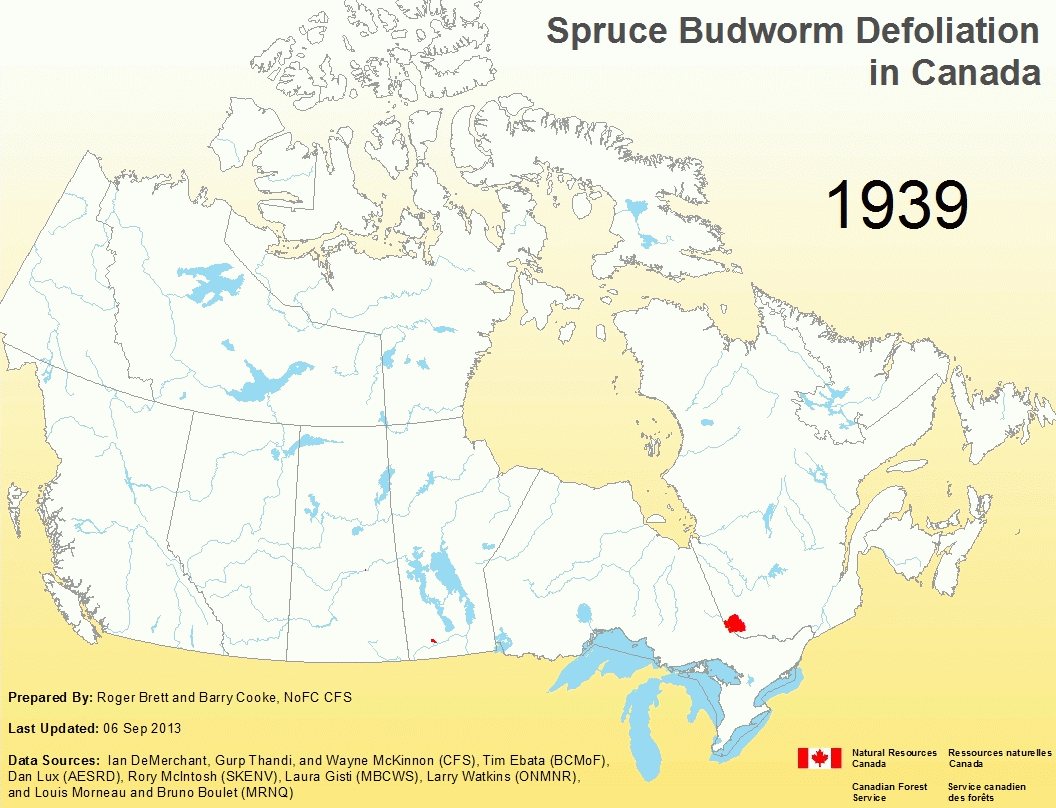 Spruce Budworm Defoliation
in Canada
1939
Prepared By: Roger Brett and Barry Cooke, NoFC CFS
Last Updated: 06 Sep 2013
Data Sources: Ian DeMerchant, Gurp Thandi, and Wayne McKinnon (CFS), Tim Ebata (BCMoF),
Dan Lux (AESRD), Rory McIntosh (SKENV), Laura Gisti (MBCWS), Larry Watkins (ONMNR),
and Louis Morneau and Bruno Boulet (MRNQ)
Natural Resources
Canada
Ressources naturelles
Canada
Canadian Forest
Service
Service canadien
des forêts